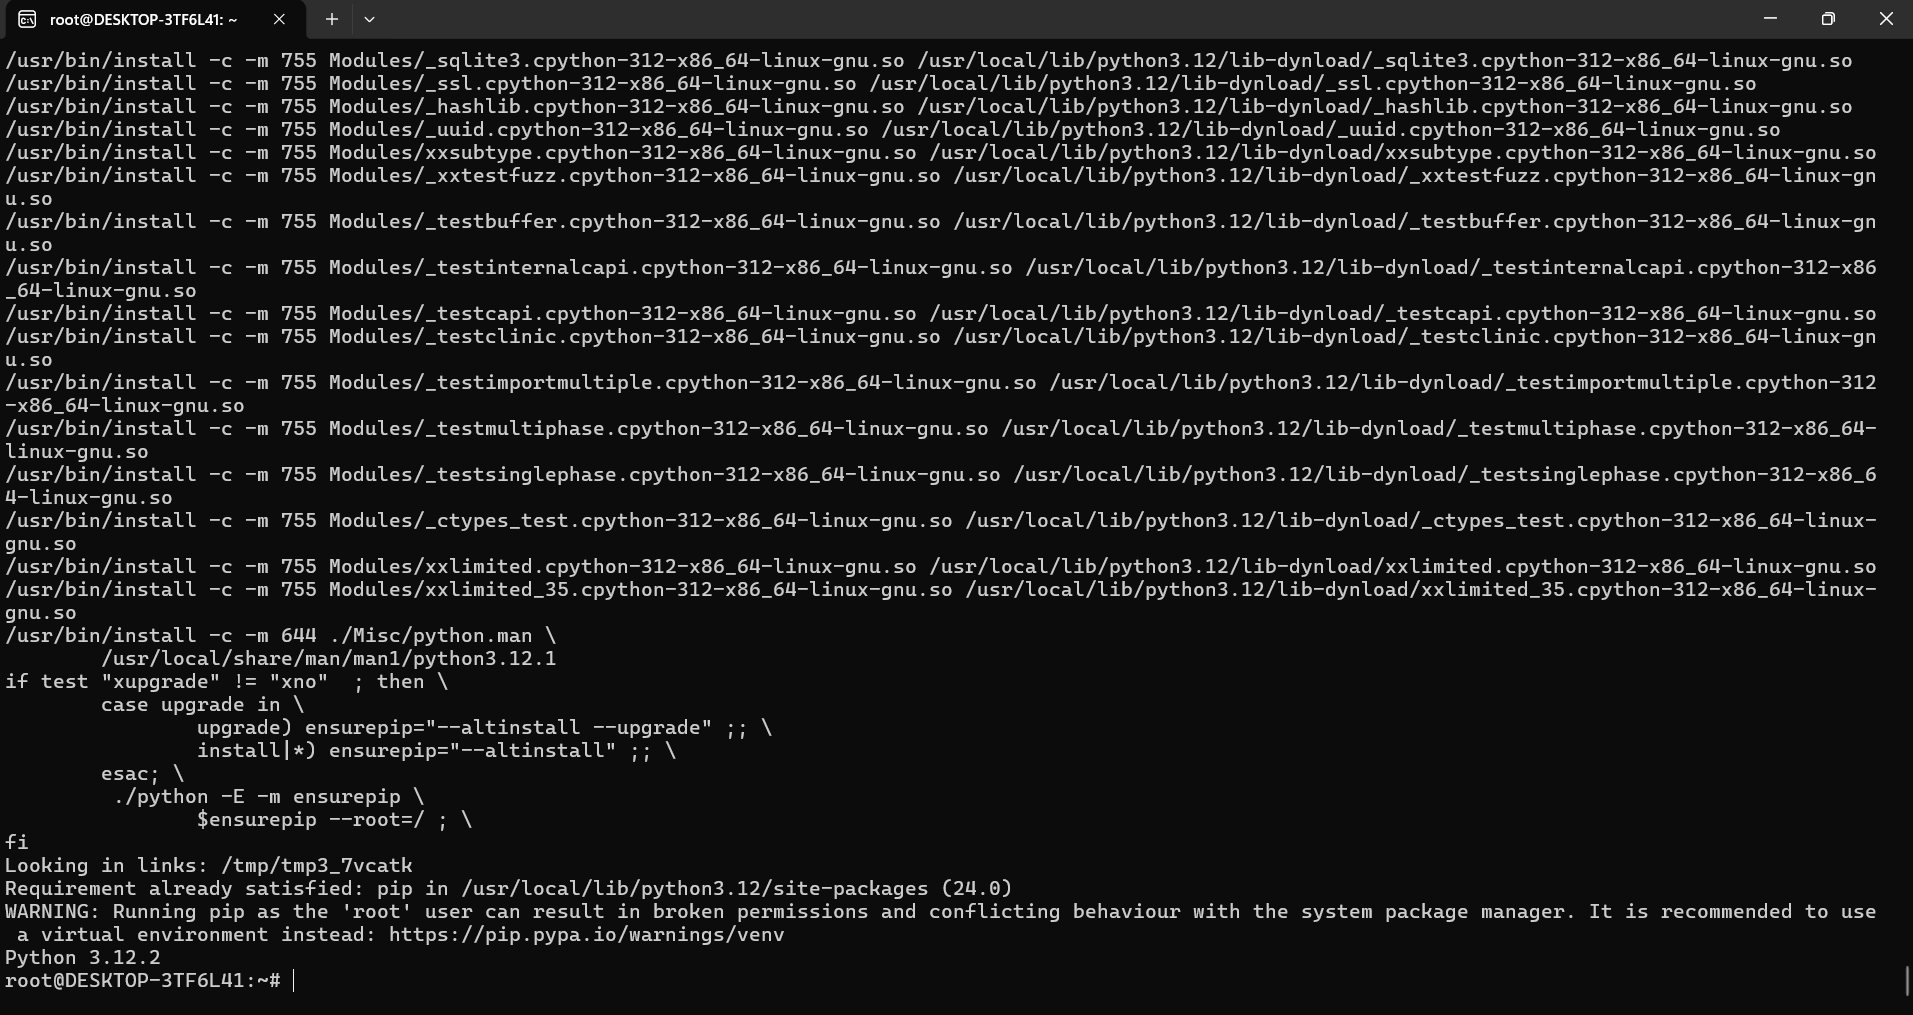 root@DESKTOP-3TF6L41: ~
/usr/bin/install -c -m 755 Modules/_sqlite3.cpython-312-x86_64-linux-gnu.so /usr/local/lib/python3.12/lib-dynload/_sqlite3.cpython-312-x86_64-linux-gnu.so
/usr/bin/install -c -m 755 Modules/_ssl.cpython-312-x86_64-linux-gnu.so /usr/local/lib/python3.12/lib-dynload/_ssl.cpython-312-x86_64-linux-gnu.so
/usr/bin/install -c -m 755 Modules/_hashlib.cpython-312-x86_64-linux-gnu.so /usr/local/lib/python3.12/lib-dynload/_hashlib.cpython-312-x86_64-linux-gnu.so
/usr/bin/install -c -m 755 Modules/_uuid.cpython-312-x86_64-linux-gnu.so /usr/local/lib/python3.12/lib-dynload/_uuid.cpython-312-x86_64-linux-gnu.so
/usr/bin/install -c -m 755 Modules/xxsubtype.cpython-312-x86_64-linux-gnu.so /usr/local/lib/python3.12/lib-dynload/xxsubtype.cpython-312-x86_64-linux-gnu.so
/usr/bin/install -c -m 755 Modules/_xxtestfuzz.cpython-312-x86_64-linux-gnu.so /usr/local/lib/python3.12/lib-dynload/_xxtestfuzz.cpython-312-x86_64-linux-gn
u.so
/usr/bin/install -c -m 755 Modules/_testbuffer.cpython-312-x86_64-linux-gnu.so /usr/local/lib/python3.12/lib-dynload/_testbuffer.cpython-312-x86_64-linux-gn
u.so
/usr/bin/install -c -m 755 Modules/_testinternalcapi.cpython-312-x86_64-linux-gnu.so /usr/local/lib/python3.12/lib-dynload/_testinternalcapi.cpython-312-x86
_64-linux-gnu.so
/usr/bin/install -c -m 755 Modules/_testcapi.cpython-312-x86_64-linux-gnu.so /usr/local/lib/python3.12/lib-dynload/_testcapi.cpython-312-x86_64-linux-gnu.so
/usr/bin/install -c -m 755 Modules/_testclinic.cpython-312-x86_64-linux-gnu.so /usr/local/lib/python3.12/lib-dynload/_testclinic.cpython-312-x86_64-linux-gn
u.so
/usr/bin/install -c -m 755 Modules/_testimportmultiple.cpython-312-x86_64-linux-gnu.so /usr/local/lib/python3.12/lib-dynload/_testimportmultiple.cpython-312
-x86_64-linux-gnu.so
/usr/bin/install -c -m 755 Modules/_testmultiphase.cpython-312-x86_64-linux-gnu.so /usr/local/lib/python3.12/lib-dynload/_testmultiphase.cpython-312-x86_64-
linux-gnu.so
/usr/bin/install -c -m 755 Modules/_testsinglephase.cpython-312-x86_64-linux-gnu.so /usr/local/lib/python3.12/lib-dynload/_testsinglephase.cpython-312-x86_6
4-linux-gnu.so
/usr/bin/install -c -m 755 Modules/_ctypes_test.cpython-312-x86_64-linux-gnu.so /usr/local/lib/python3.12/lib-dynload/_ctypes_test.cpython-312-x86_64-linux-
gnu.so
/usr/bin/install -c -m 755 Modules/xxlimited.cpython-312-x86_64-linux-gnu.so /usr/local/lib/python3.12/lib-dynload/xxlimited.cpython-312-x86_64-linux-gnu.so
/usr/bin/install -c -m 755 Modules/xxlimited_35.cpython-312-x86_64-linux-gnu.so /usr/local/lib/python3.12/lib-dynload/xxlimited_35.cpython-312-x86_64-linux-
gnu.so
/usr/bin/install -c -m 644 ./Misc/python.man \
        /usr/local/share/man/man1/python3.12.1
if test "xupgrade" != "xno"  ; then \
        case upgrade in \
                upgrade) ensurepip="--altinstall --upgrade" ;; \
                install|*) ensurepip="--altinstall" ;; \
        esac; \
         ./python -E -m ensurepip \
                $ensurepip --root=/ ; \
fi
Looking in links: /tmp/tmp3_7vcatk
Requirement already satisfied: pip in /usr/local/lib/python3.12/site-packages (24.0)
WARNING: Running pip as the 'root' user can result in broken permissions and conflicting behaviour with the system package manager. It is recommended to use
 a virtual environment instead: https://pip.pypa.io/warnings/venv
Python 3.12.2
root@DESKTOP-3TF6L41:~#